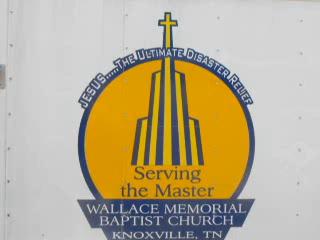 JESUS.....THE ULTIMATE DISASTER RELIEF
Serving
the Master
WALLACE MEMORIAL
BAPTIST CHURCH
KNOXVILLE, TN